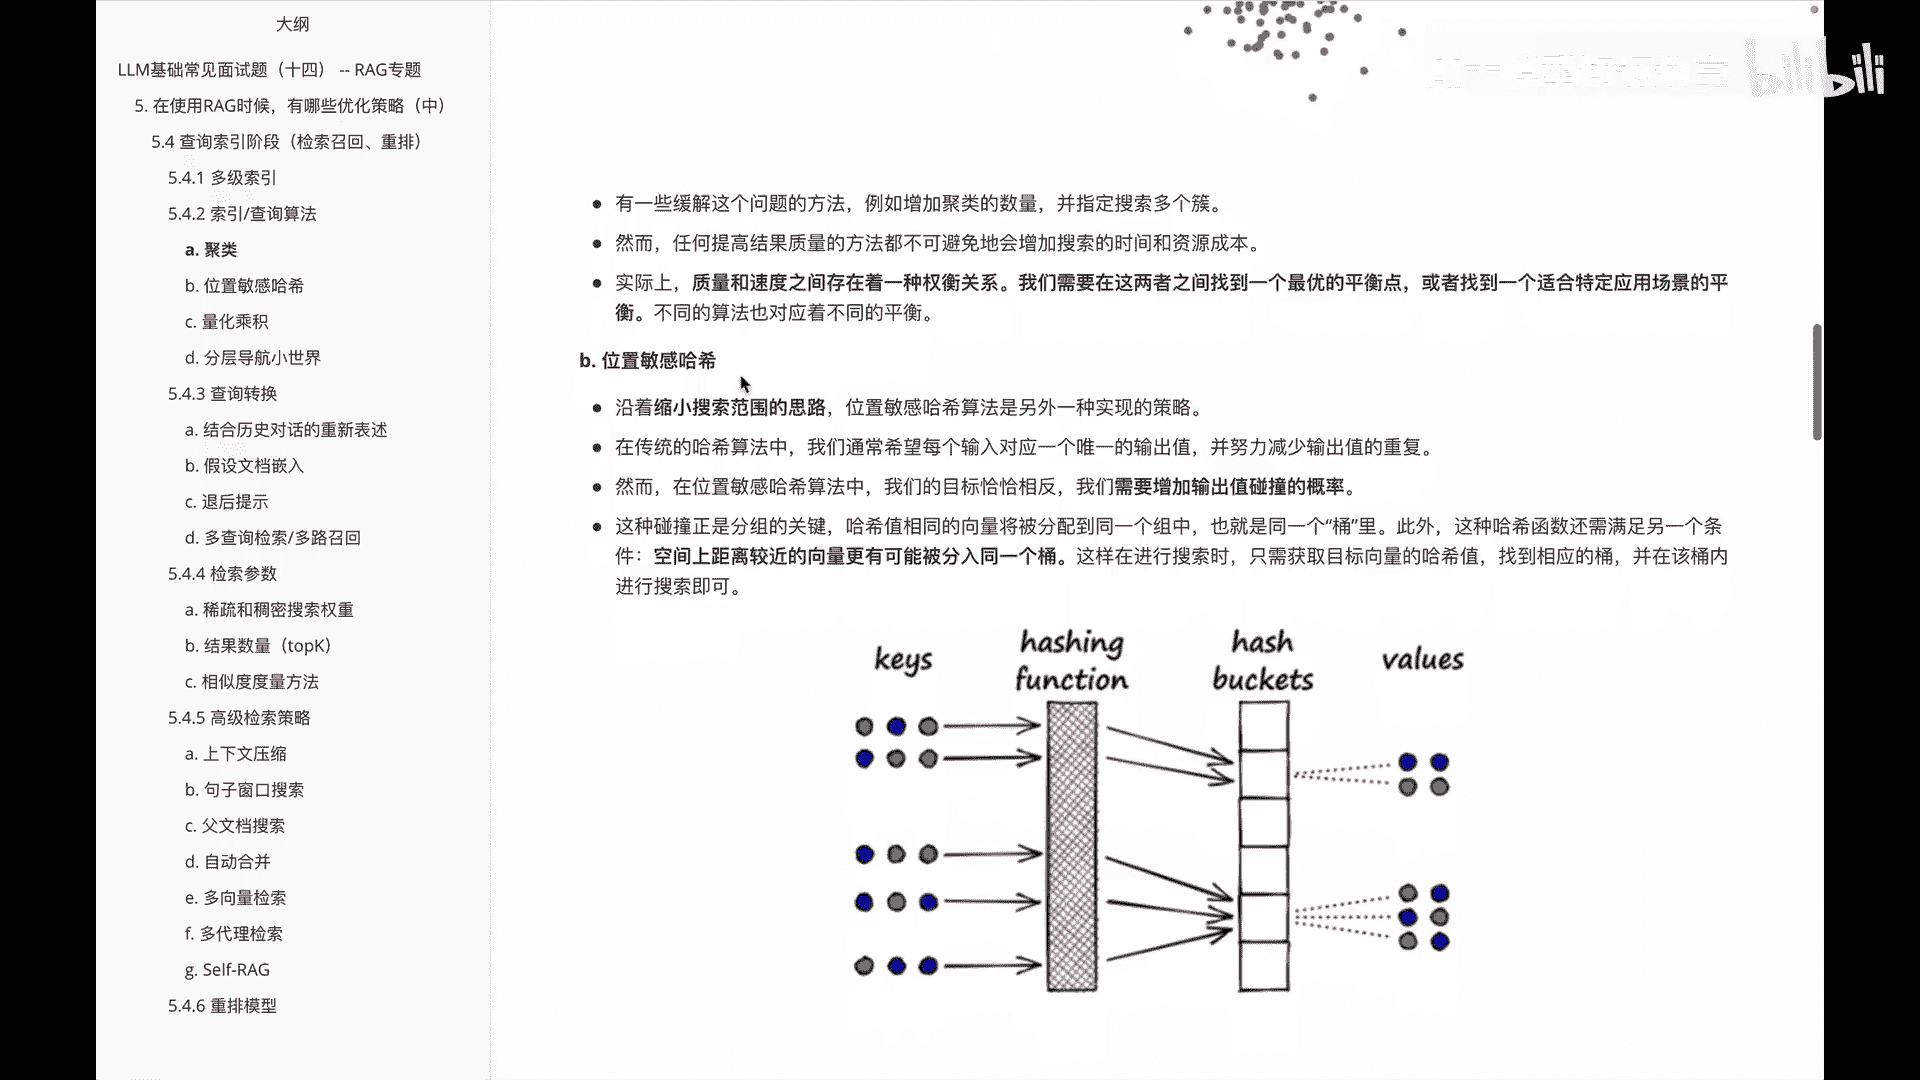 大纲
LLM基础常见面试题（十四） -- RAG专题
5. 在使用RAG时候，有哪些优化策略（中）
5.4 查询索引阶段（检索召回、重排）
5.4.1 多级索引
5.4.2 索引/查询算法
a. 聚类
b. 位置敏感哈希
c. 量化乘积
d. 分层导航小世界
5.4.3 查询转换
a. 结合历史对话的重新表述
b. 假设文档嵌入
c. 退后提示
d. 多查询检索/多路召回
5.4.4 检索参数
a. 稀疏和稠密搜索权重
b. 结果数量（topK）
c. 相似度度量方法
5.4.5 高级检索策略
a. 上下文压缩
b. 句子窗口搜索
c. 父文档搜索
d. 自动合并
e. 多向量检索
f. 多代理检索
g. Self-RAG
5.4.6 重排模型
bilibili
有一些缓解这个问题的方法，例如增加聚类的数量，并指定搜索多个簇。
然而，任何提高结果质量的方法都不可避免地会增加搜索的时间和资源成本。
实际上，质量和速度之间存在着一种权衡关系。我们需要在这两者之间找到一个最优的平衡点，或者找到一个适合特定应用场景的平
衡。不同的算法也对应着不同的平衡。
b. 位置敏感哈希
沿着缩小搜索范围的思路，位置敏感哈希算法是另外一种实现的策略。
在传统的哈希算法中，我们通常希望每个输入对应一个唯一的输出值，并努力减少输出值的重复。
然而，在位置敏感哈希算法中，我们的目标恰恰相反，我们需要增加输出值碰撞的概率。
这种碰撞正是分组的关键，哈希值相同的向量将被分配到同一个组中，也就是同一个“桶”里。此外，这种哈希函数还需满足另一个条
件：空间上距离较近的向量更有可能被分入同一个桶。这样在进行搜索时，只需获取目标向量的哈希值，找到相应的桶，并在该桶内
进行搜索即可。
keys
hashing
function
hash
buckets
values